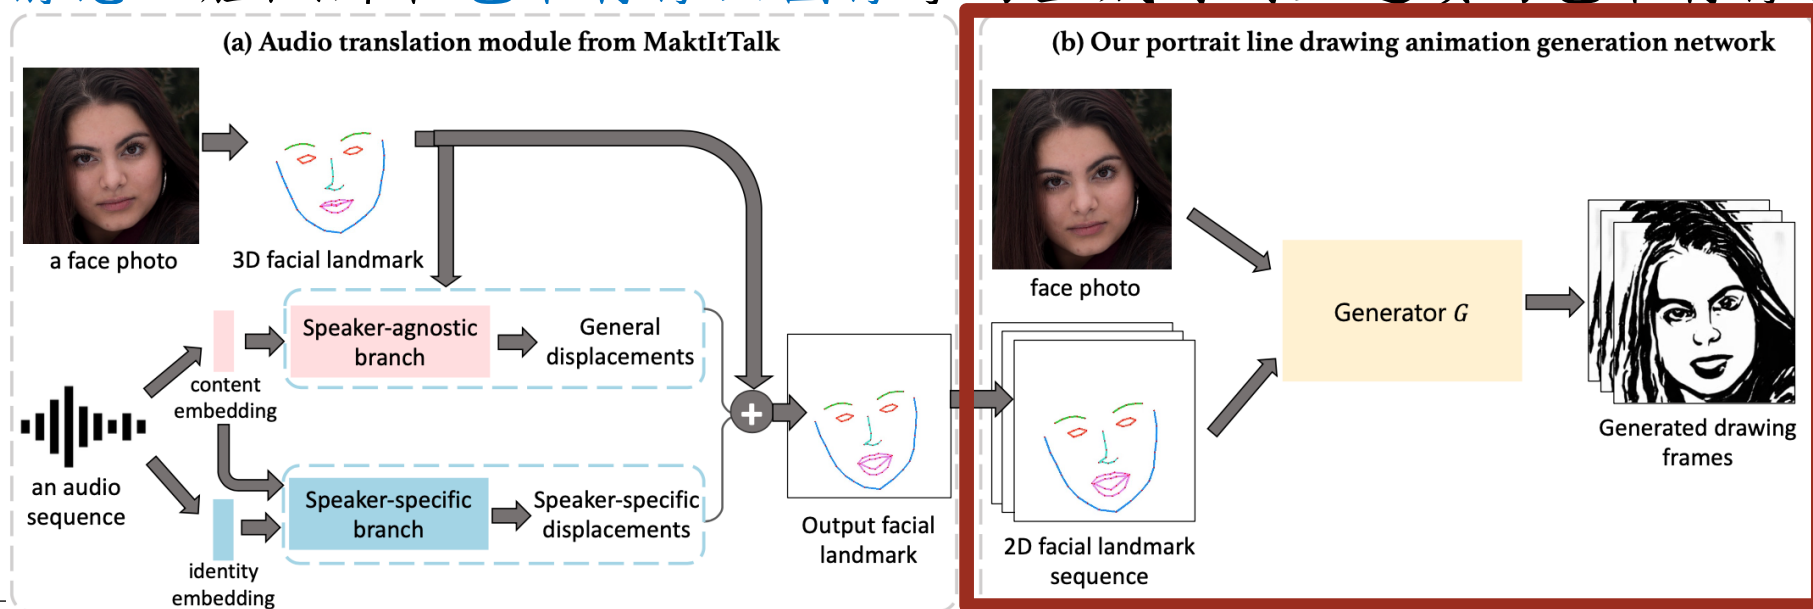 (a) Audio translation module from MaktItTalk
a face photo
3D facial landmark
an audio
sequence
content
embedding
identity
embedding
Speaker-agnostic
branch
General
displacements
Speaker-specific
branch
Speaker-specific
displacements
+
Output facial
landmark
(b) Our portrait line drawing animation generation network
face photo
2D facial landmark
sequence
Generator G
Generated drawing
frames